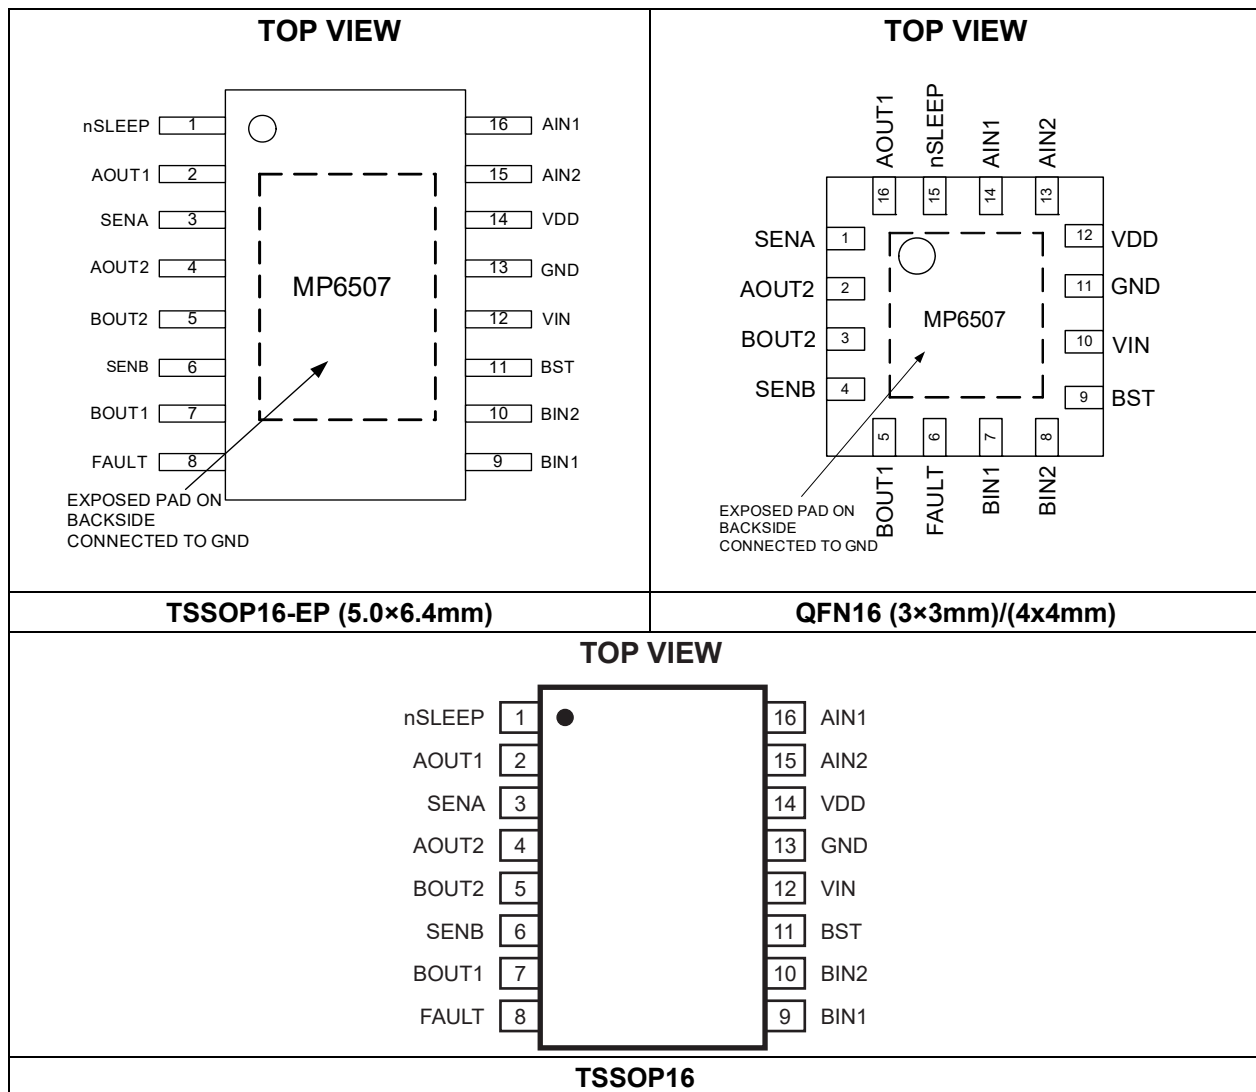 TOP VIEW
nSLEEP 1
AOUT1 2
SENA 3
AOUT2 4
BOUT2 5
SENB 6
BOUT1 7
FAULT 8
16 AIN1
15 AIN2
14 VDD
13 GND
12 VIN
11 BST
10 BIN2
9 BIN1
MP6507
EXPOSED PAD ON
BACKSIDE
CONNECTED TO GND
TSSOP16-EP (5.0×6.4mm)
TOP VIEW
AOUT1 16
nSLEEP 15
AIN1 14
AIN2 13
SENA 1
AOUT2 2
BOUT2 3
SENB 4
12 VDD
11 GND
10 VIN
9 BST
MP6507
5 BOUT1
6 FAULT
7 BIN1
8 BIN2
EXPOSED PAD ON
BACKSIDE
CONNECTED TO GND
QFN16 (3×3mm)/(4x4mm)
TOP VIEW
nSLEEP 1
AOUT1 2
SENA 3
AOUT2 4
BOUT2 5
SENB 6
BOUT1 7
FAULT 8
16 AIN1
15 AIN2
14 VDD
13 GND
12 VIN
11 BST
10 BIN2
9 BIN1
TSSOP16